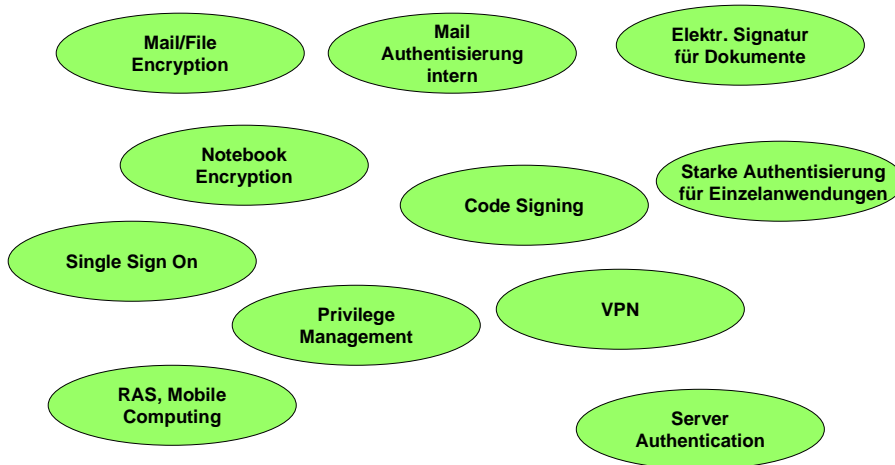 Mail/File
Encryption
Mail
Authentisierung
intern
Elektr. Signatur
für Dokumente
Notebook
Encryption
Code Signing
Starke Authentisierung
für Einzelanwendungen
Single Sign On
Privilege
Management
VPN
RAS, Mobile
Computing
Server
Authentication